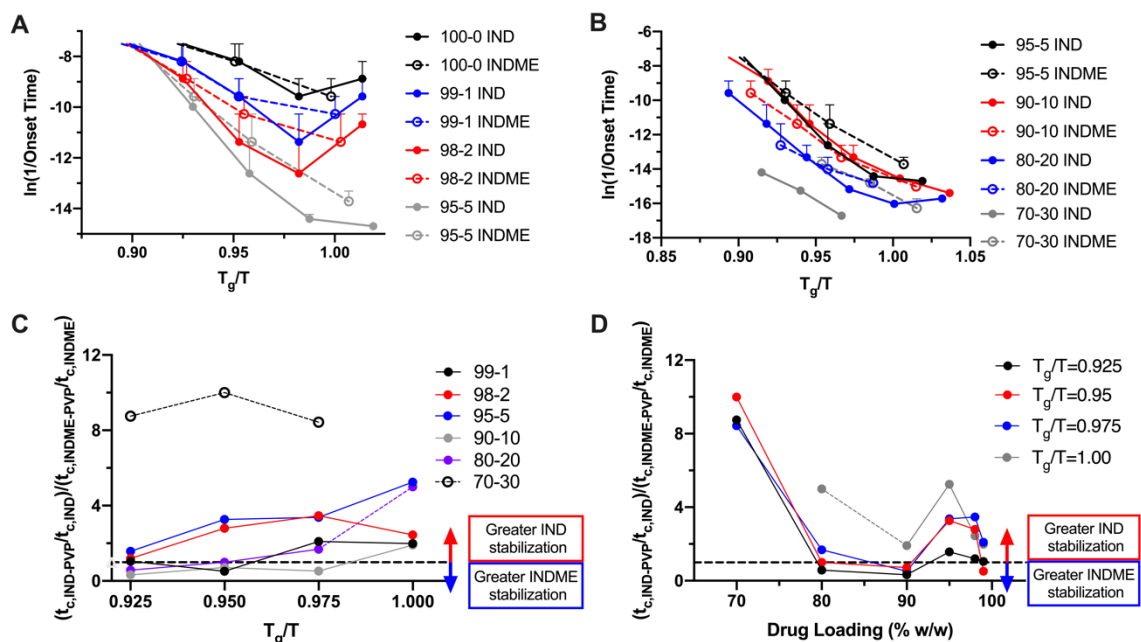 A
ln(1/Onset Time)
-8
-10
-12
-14
0.90
0.95
1.00
Tg/T
100-0 IND
100-0 INDME
99-1 IND
99-1 INDME
98-2 IND
98-2 INDME
95-5 IND
95-5 INDME
B
ln(1/Onset Time)
-6
-8
-10
-12
-14
-16
-18
0.85
0.90
0.95
1.00
1.05
Tg/T
95-5 IND
95-5 INDME
90-10 IND
90-10 INDME
80-20 IND
80-20 INDME
70-30 IND
70-30 INDME
C
(tc,IND-PVP/tc,IND)/(tc,INDME-PVP/tc,INDME)
12
8
4
0
0.925
0.950
0.975
1.000
Tg/T
99-1
98-2
95-5
90-10
80-20
70-30
Greater IND
stabilization
Greater INDME
stabilization
D
(tc,IND-PVP/tc,IND)/(tc,INDME-PVP/tc,INDME)
12
8
4
0
70
80
90
100
Drug Loading (% w/w)
Tg/T=0.925
Tg/T=0.95
Tg/T=0.975
Tg/T=1.00
Greater IND
stabilization
Greater INDME
stabilization